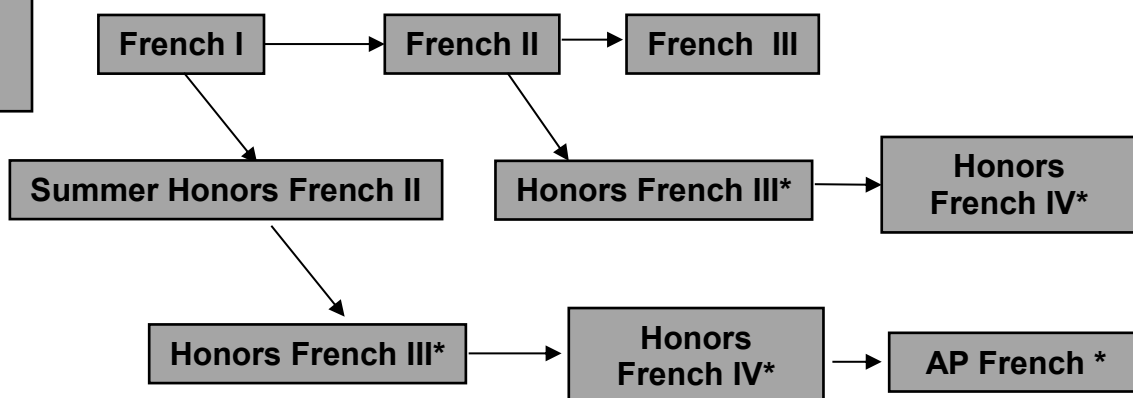 French I
French II
French III
Summer Honors French II
Honors French III*
Honors
French IV*
Honors French III*
Honors
French IV*
AP French *